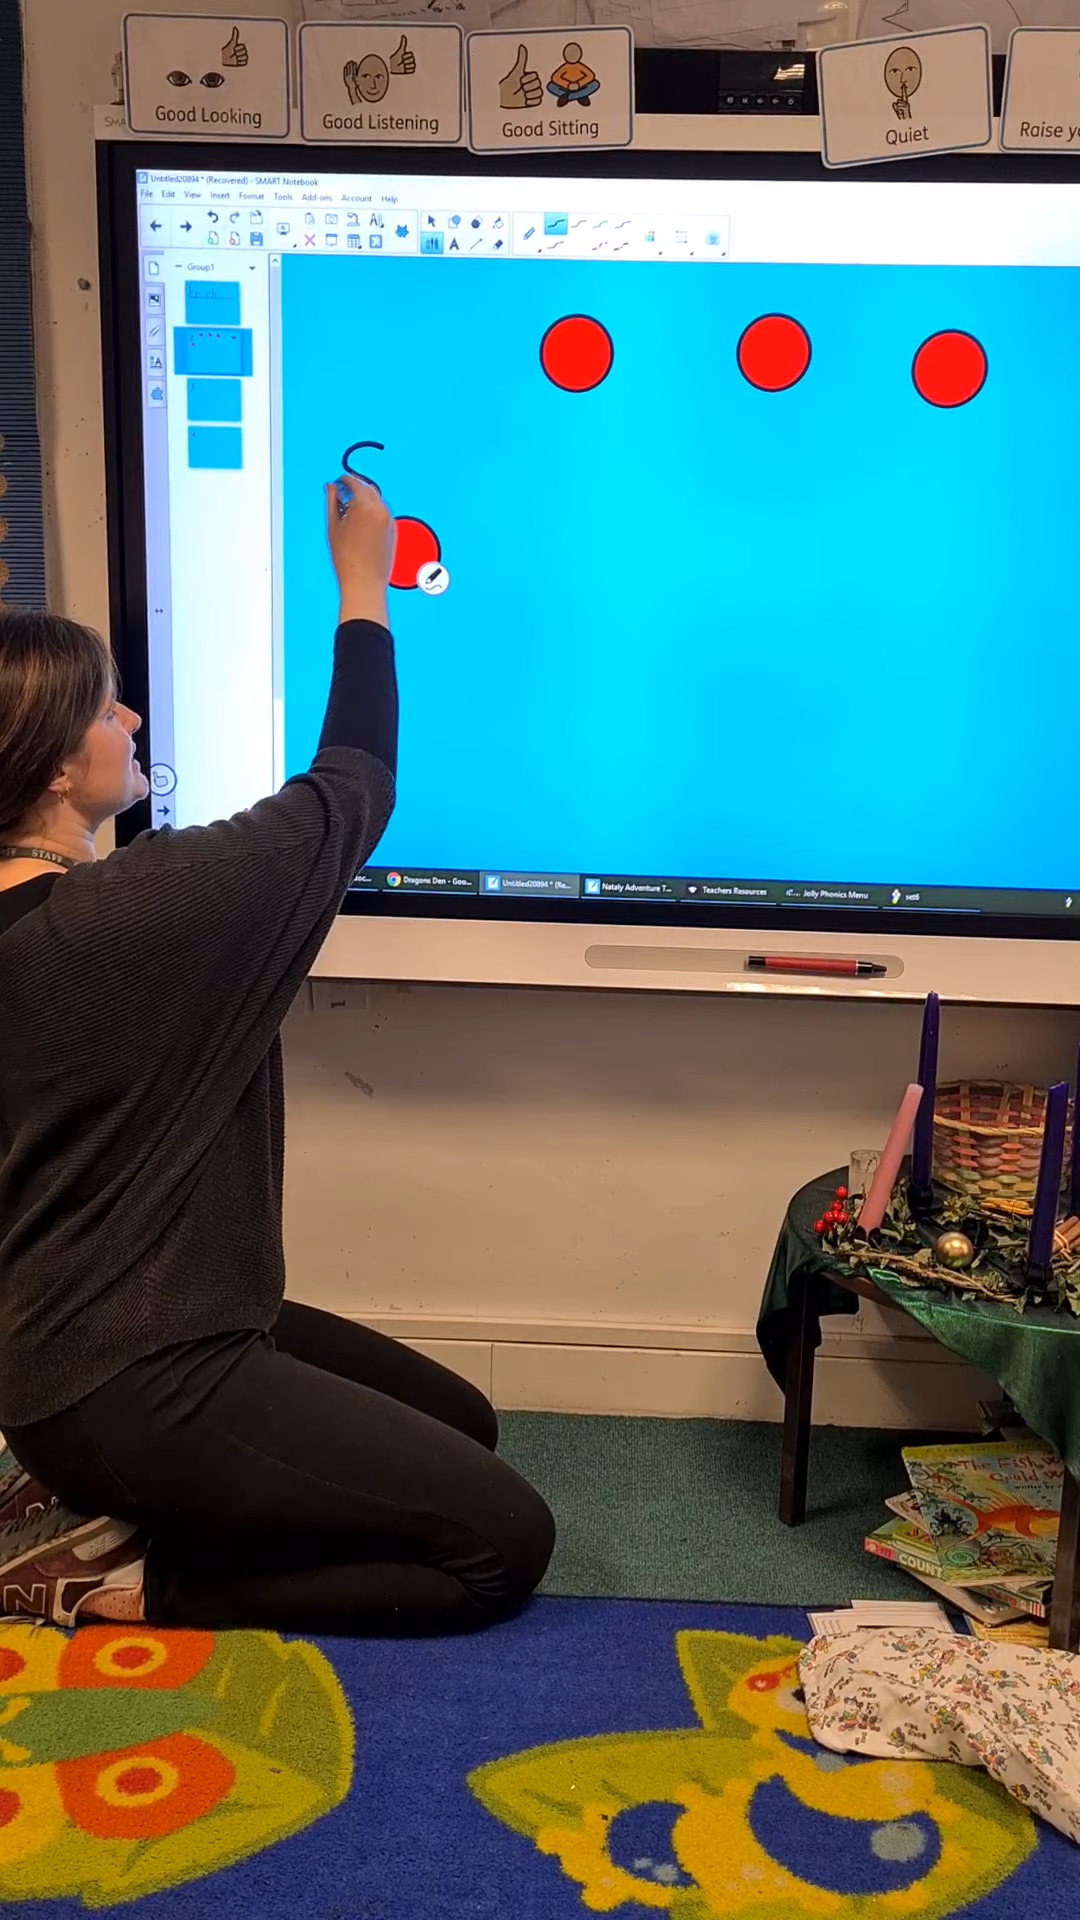 Good Looking
Good Listening
Good Sitting
Quiet
Raise
SMA
Untitled20894 * (Recovered) - SMART Notebook
File Edit View Insert Format Tools Add-ons Account Help
Group1
S
STAFF
Dragons Den - Goo...
Untitled20894 * (Re...
Nataly Adventure T...
Teachers Resources
Jolly Phonics Menu
set6
The Fish
Could
COUNT
N